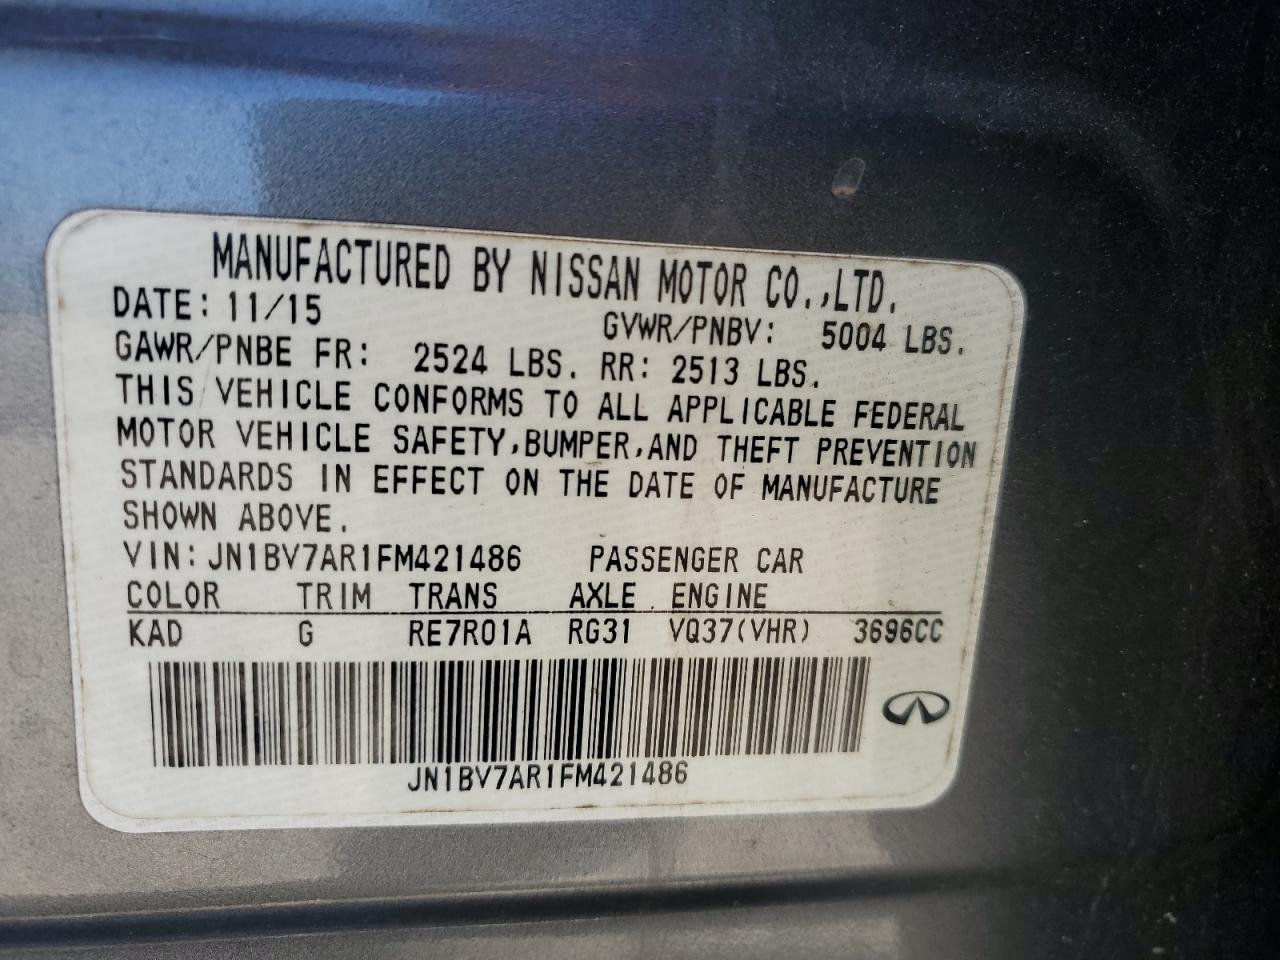 MANUFACTURED BY NISSAN MOTOR CO.,LTD.
DATE: 11/15 GVWR/PNBV: 5004 LBS.
GAWR/PNBE FR: 2524 LBS. RR: 2513 LBS.
THIS VEHICLE CONFORMS TO ALL APPLICABLE FEDERAL
MOTOR VEHICLE SAFETY,BUMPER,AND THEFT PREVENTION
STANDARDS IN EFFECT ON THE DATE OF MANUFACTURE
SHOWN ABOVE.
VIN:JN1BV7AR1FM421486 PASSENGER CAR
COLOR TRIM TRANS AXLE ENGINE
KAD G RE7R01A RG31 VQ37(VHR) 3696CC
JN1BV7AR1FM421486